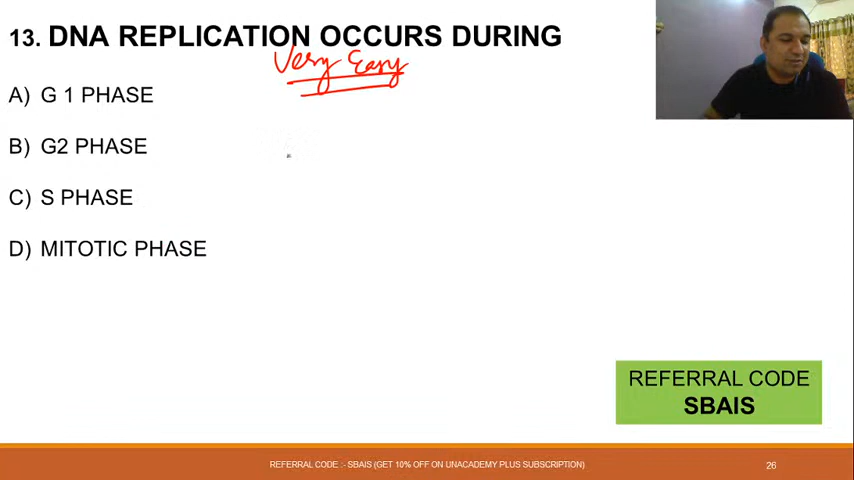 13. DNA REPLICATION OCCURS DURING
Very Easy
A) G 1 PHASE
B) G2 PHASE
C) S PHASE
D) MITOTIC PHASE
REFERRAL CODE
SBAIS
REFERRAL CODE :- SBAIS (GET 10% OFF ON UNACADEMY PLUS SUBSCRIPTION)
26